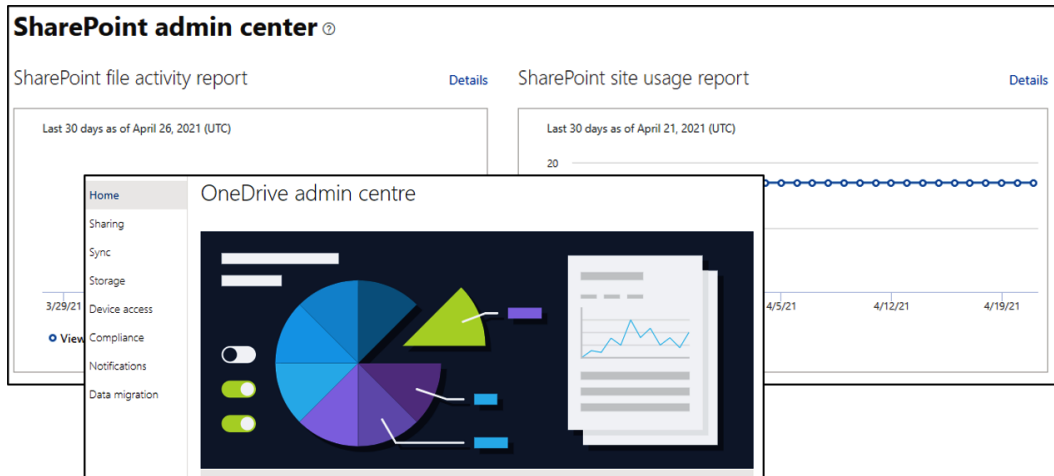 SharePoint admin center
SharePoint file activity report
Details
Last 30 days as of April 26, 2021 (UTC)
3/29/21
View
SharePoint site usage report
Details
Last 30 days as of April 21, 2021 (UTC)
20
4/5/21
4/12/21
4/19/21
OneDrive admin centre
Home
Sharing
Sync
Storage
Device access
Compliance
Notifications
Data migration